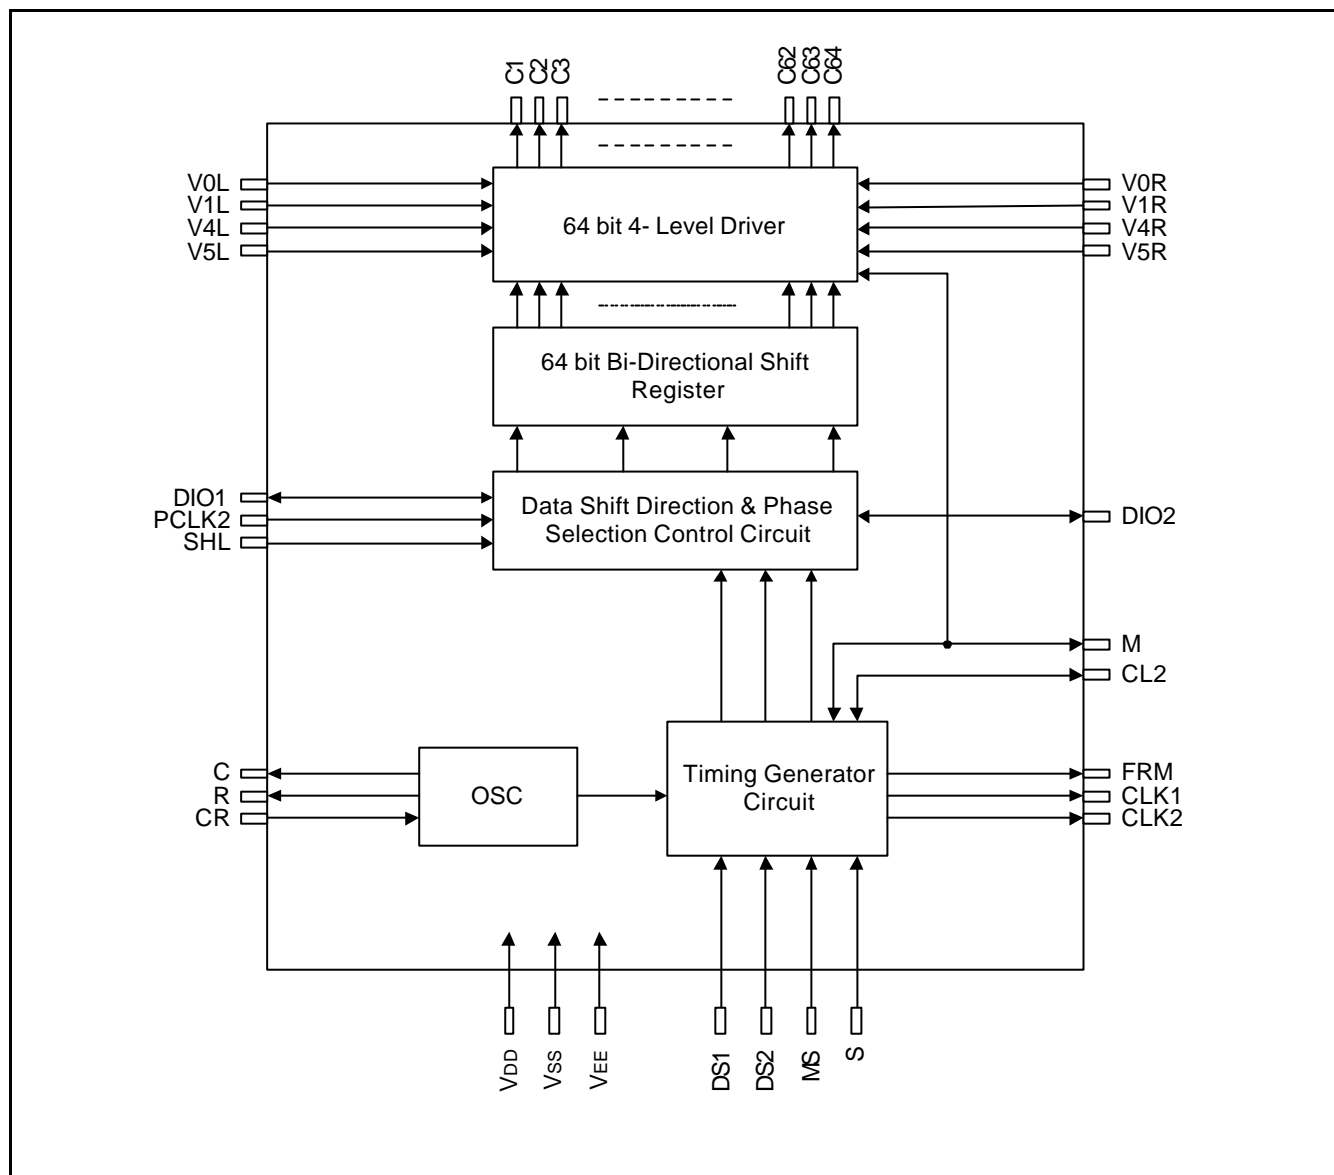 C1
C2
C3
C62
C63
C64
V0L
V1L
V4L
V5L
64 bit 4- Level Driver
V0R
V1R
V4R
V5R
64 bit Bi-Directional Shift
Register
DIO1
PCLK2
SHL
Data Shift Direction & Phase
Selection Control Circuit
DIO2
M
CL2
C
R
CR
OSC
Timing Generator
Circuit
FRM
CLK1
CLK2
VDD
VSS
VEE
DS1
DS2
MS
S